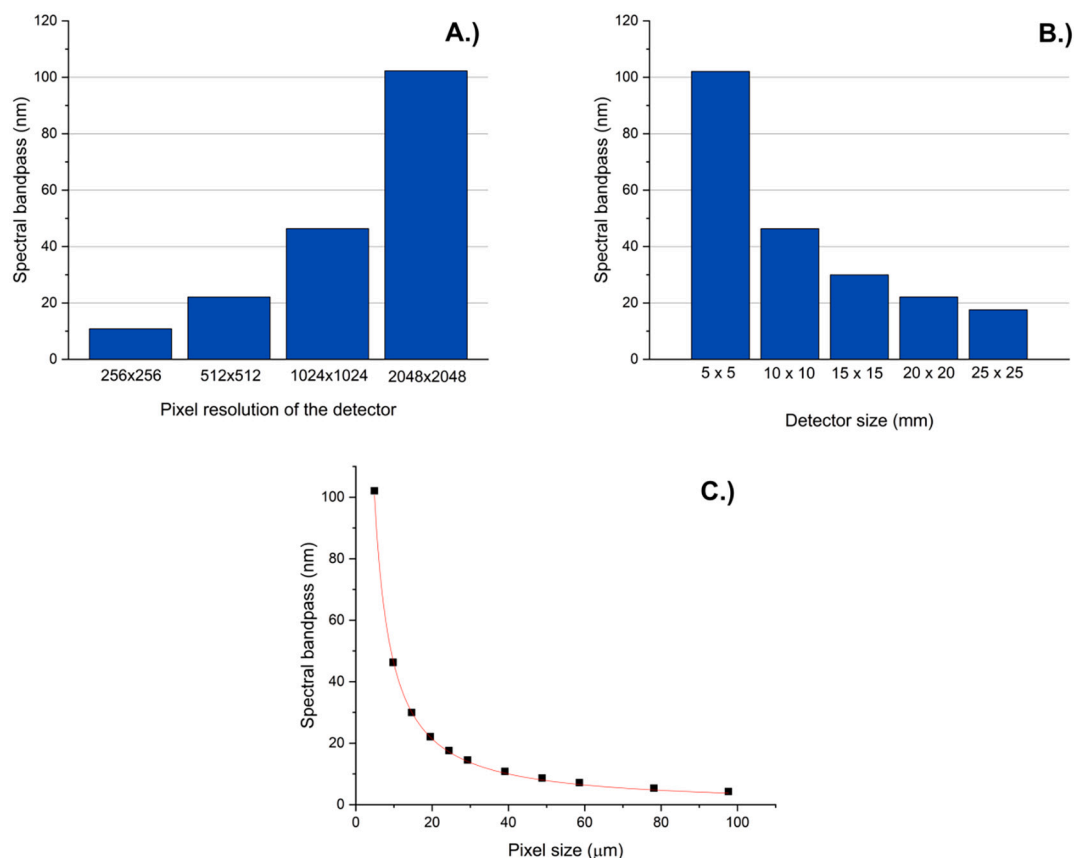 A.)
Spectral bandpass (nm)
120
100
80
60
40
20
0
256x256 512x512 1024x1024 2048x2048
Pixel resolution of the detector
B.)
Spectral bandpass (nm)
120
100
80
60
40
20
0
5 x 5 10 x 10 15 x 15 20 x 20 25 x 25
Detector size (mm)
C.)
Spectral bandpass (nm)
100
80
60
40
20
0
0 20 40 60 80 100
Pixel size (μm)